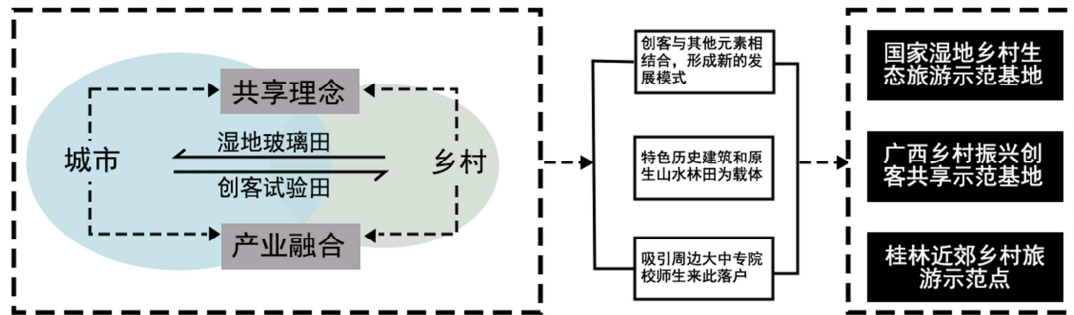 共享理念
城市
湿地玻璃田
创客试验田
乡村
产业融合
创客与其他元素相
结合，形成新的发
展模式
特色历史建筑和原
生山水林田为载体
吸引周边大中专院
校师生来此落户
国家湿地乡村生
态旅游示范基地
广西乡村振兴创
客共享示范基地
桂林近郊乡村旅
游示范点